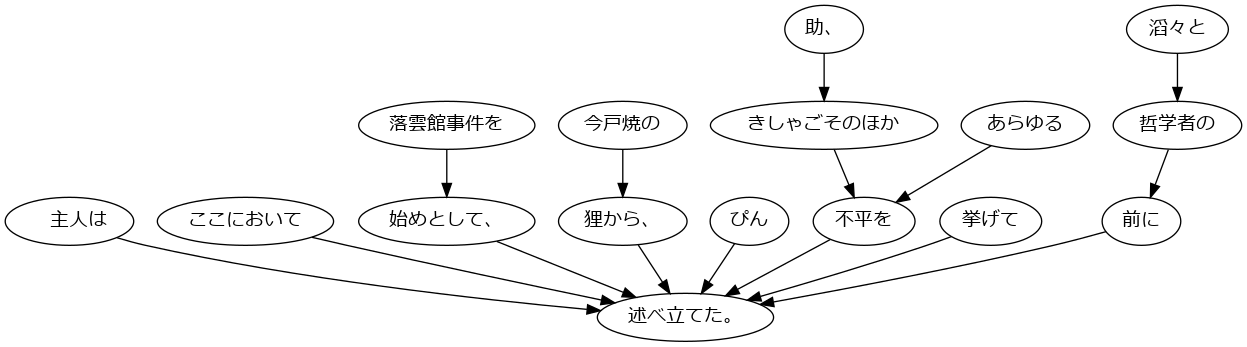 助、
滔々と
落雲館事件を
今戸焼の
きしゃごそのほか
あらゆる
哲学者の
主人は
ここにおいて
始めとして、
狸から、
ぴん
不平を
挙げて
前に
述べ立てた。